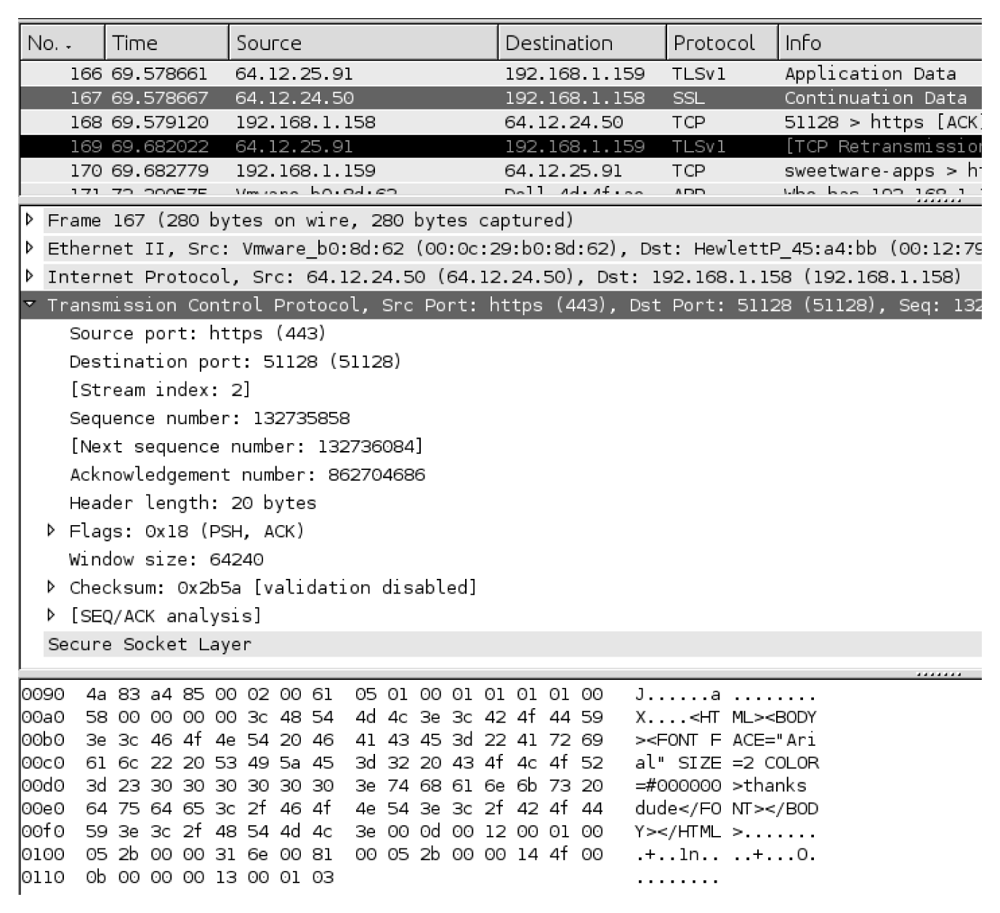 No. Time Source Destination Protocol Info
166 69.578661 64.12.25.91 192.168.1.159 TLSv1 Application Data
167 69.578667 64.12.24.50 192.168.1.158 SSL Continuation Data
168 69.579120 192.168.1.158 64.12.24.50 TCP 51128 > https [ACK]
169 69.682022 64.12.25.91 192.168.1.159 TLSv1 [TCP Retransmission
170 69.682779 192.168.1.159 64.12.25.91 TCP sweetware-apps > ht
171 72.200575 Vmware_b0:8d:62 Dell_4d:4f:ae ARP Who has 192.168.1.
Frame 167 (280 bytes on wire, 280 bytes captured)
Ethernet II, Src: Vmware_b0:8d:62 (00:0c:29:b0:8d:62), Dst: HewlettP_45:a4:bb (00:12:79
Internet Protocol, Src: 64.12.24.50 (64.12.24.50), Dst: 192.168.1.158 (192.168.1.158)
Transmission Control Protocol, Src Port: https (443), Dst Port: 51128 (51128), Seq: 132
Source port: https (443)
Destination port: 51128 (51128)
[Stream index: 2]
Sequence number: 132735858
[Next sequence number: 132736084]
Acknowledgement number: 862704686
Header length: 20 bytes
Flags: 0x18 (PSH, ACK)
Window size: 64240
Checksum: 0x2b5a [validation disabled]
[SEQ/ACK analysis]
Secure Socket Layer
0090 4a 83 a4 85 00 02 00 61 05 01 00 01 01 01 01 00 J......a ........
00a0 58 00 00 00 00 3c 48 54 4d 4c 3e 3c 42 4f 44 59 X....<HT ML><BODY
00b0 3e 3c 46 4f 4e 54 20 46 41 43 45 3d 22 41 72 69 ><FONT F ACE="Ari
00c0 61 6c 22 20 53 49 5a 45 3d 32 20 43 4f 4c 4f 52 al" SIZE =2 COLOR
00d0 3d 23 30 30 30 30 30 30 3e 74 68 61 6e 6b 73 20 =#000000 >thanks
00e0 64 75 64 65 3c 2f 46 4f 4e 54 3e 3c 2f 42 4f 44 dude</FO NT></BOD
00f0 59 3e 3c 2f 48 54 4d 4c 3e 00 0d 00 12 00 01 00 Y></HTML >.......
0100 05 2b 00 00 31 6e 00 81 00 05 2b 00 00 14 4f 00 .+..1n.. ..+...O.
0110 0b 00 00 00 13 00 01 03 ........